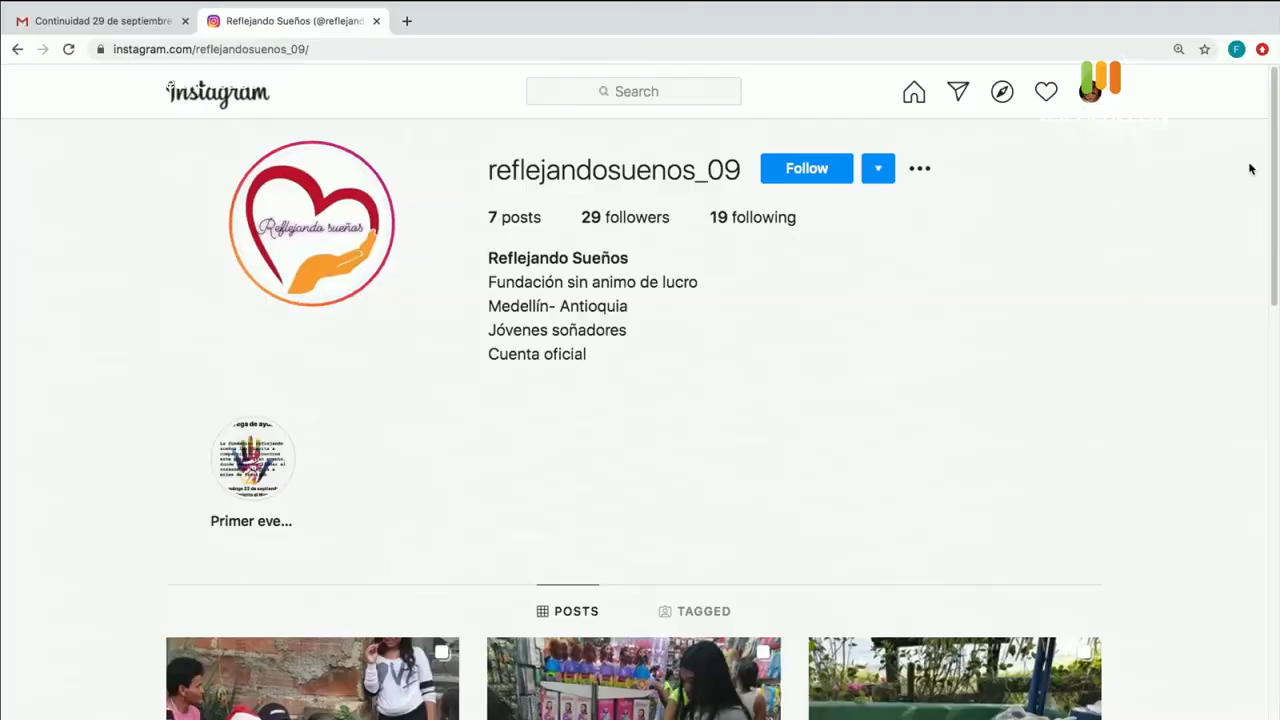 Continuidad 29 de septiembre
Reflejando Sueños (@reflejand
instagram.com/reflejandosuenos_09/
F
Instagram
Search
reflejandosuenos_09
Follow
7 posts 29 followers 19 following
Reflejando Sueños
Fundación sin animo de lucro
Medellín- Antioquia
Jóvenes soñadores
Cuenta oficial
Reflejando sueños
Primer eve...
POSTS
TAGGED